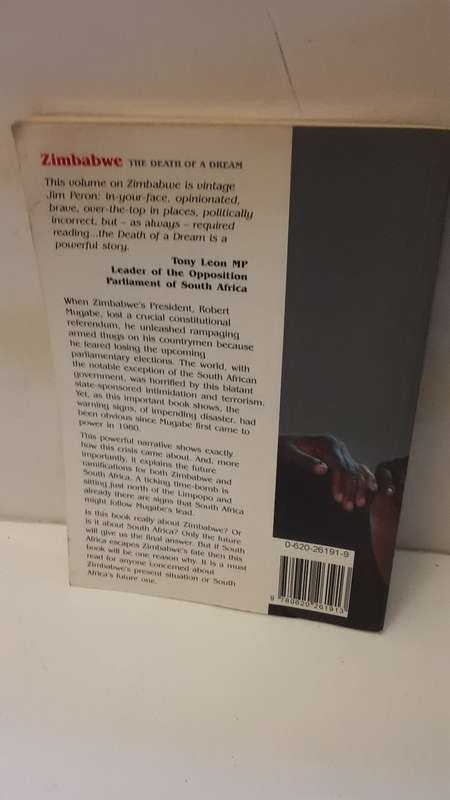 Zimbabwe THE DEATH OF A DREAM
This volume on Zimbabwe is vintage
Jim Peron: in-your-face, opinionated,
brave, over-the-top in places, politically
incorrect, but – as always – required
reading...the Death of a Dream is a
powerful story.
Tony Leon MP
Leader of the Opposition
Parliament of South Africa
When Zimbabwe's President, Robert
Mugabe, lost a crucial constitutional
referendum, he unleashed rampaging
armed thugs on his countrymen because
he feared losing the upcoming
parliamentary elections. The world, with
the notable exception of the South African
government, was horrified by this blatant
state-sponsored intimidation and terrorism.
Yet, as this important book shows, the
warning signs, of impending disaster, had
been obvious since Mugabe first came to
power in 1980.
This powerful narrative shows exactly
how this crisis came about. And, more
importantly, it explains the future
ramifications for both Zimbabwe and
South Africa. A ticking time-bomb is
sitting just north of the Limpopo and
already there are signs that South Africa
might follow Mugabe's lead.
Is this book really about Zimbabwe? Or
is it about South Africa? Only the future
will give us the final answer. But if South
Africa escapes Zimbabwe's fate then this
book will be one reason why. It is a must
read for anyone concerned about
Zimbabwe's present situation or South
Africa's future one.
0-620-26191-9
9 780620 261913